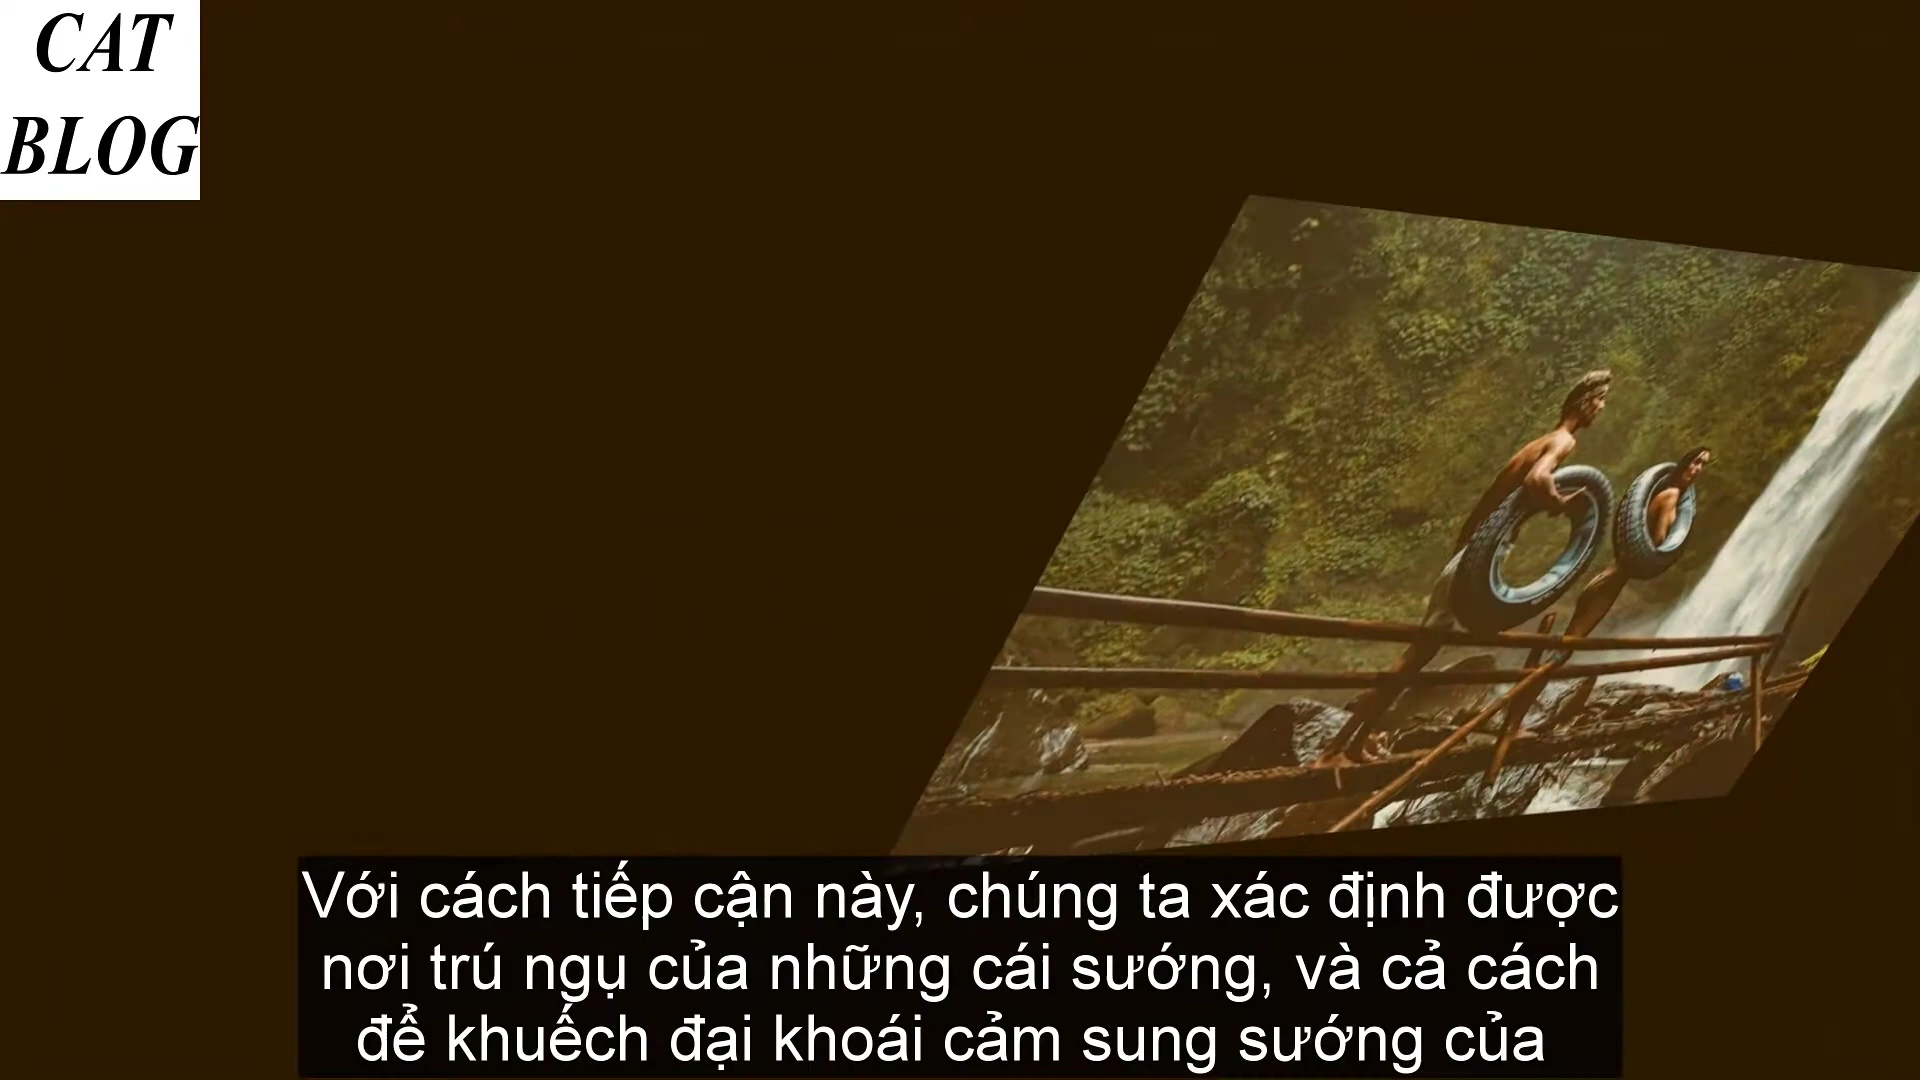 CAT
BLOG
Với cách tiếp cận này, chúng ta xác định được
nơi trú ngụ của những cái sướng, và cả cách
để khuếch đại khoái cảm sung sướng của